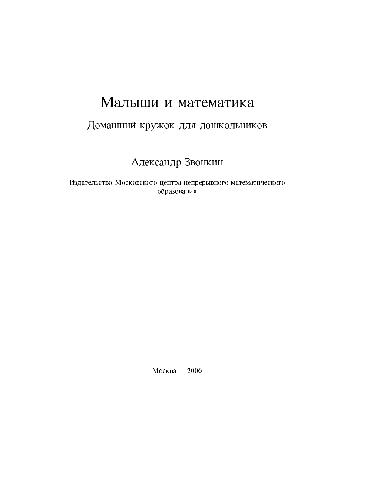 Малыши и математика
Домашний кружок для дошкольников
Александр Звонкин
Издательство Московского центра непрерывного математического
образования
Москва — 2006